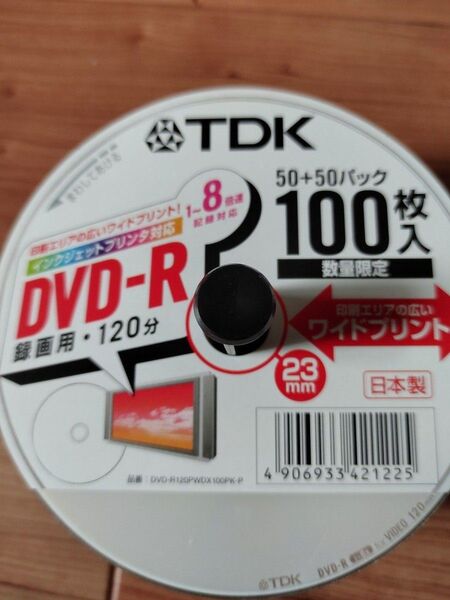 まわしてあける
TDK
50+50パック
100枚入
数量限定
印刷エリアの広いワイドプリント!
インクジェットプリンタ対応
1~8倍速
記録対応
DVD-R
録画用・120分
印刷エリアの広い
ワイドプリント
23
mm
日本製
4 906933 421225
品番 DVD-R120PWDX100PK-P
TDK
DVD-R 録画用 for VIDEO 120